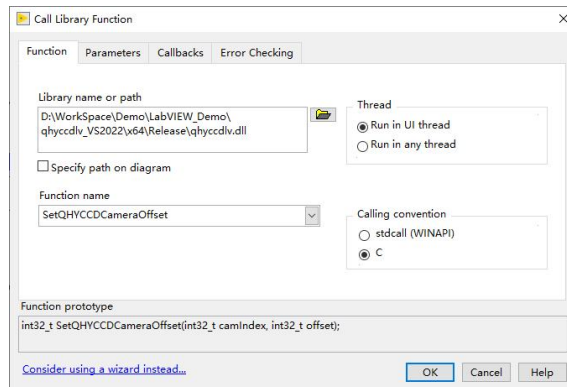 Call Library Function
Function
Parameters
Callbacks
Error Checking
Library name or path
D:\WorkSpace\Demo\LabVIEW_Demo\
qhyccdlv_VS2022\x64\Release\qhyccdlv.dll
Specify path on diagram
Function name
SetQHYCCDCameraOffset
Thread
Run in UI thread
Run in any thread
Calling convention
stdcall (WINAPI)
C
Function prototype
int32_t SetQHYCCDCameraOffset(int32_t camIndex, int32_t offset);
Consider using a wizard instead...
OK
Cancel
Help